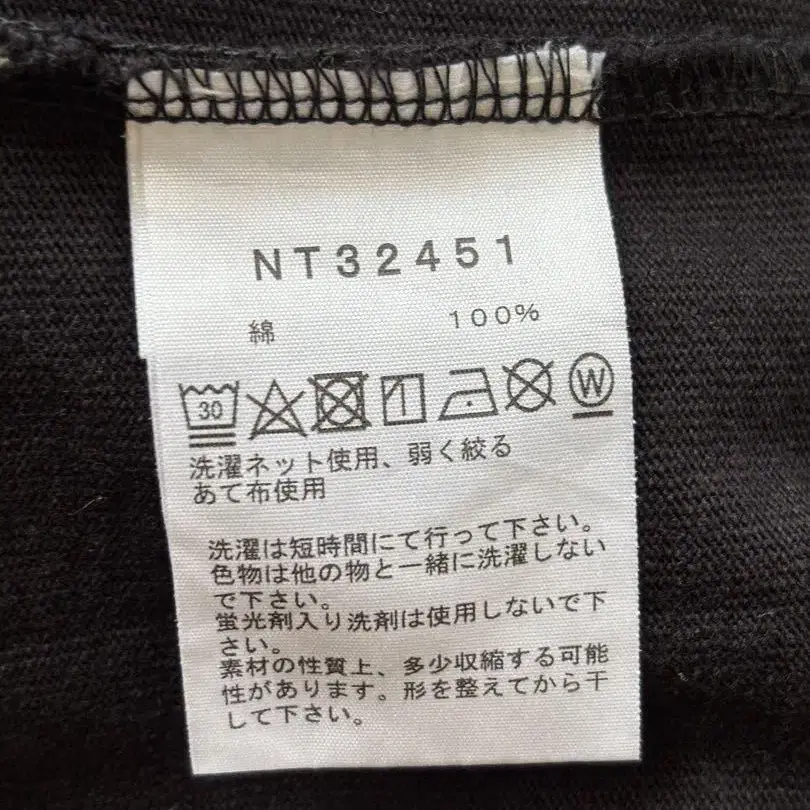 NT32451
綿 100%
30 W
洗濯ネット使用、弱く絞る
あて布使用
洗濯は短時間にて行って下さい。
色物は他の物と一緒に洗濯しない
で下さい。
蛍光剤入り洗剤は使用しないで下
さい。
素材の性質上、多少収縮する可能
性があります。形を整えてから干
して下さい。